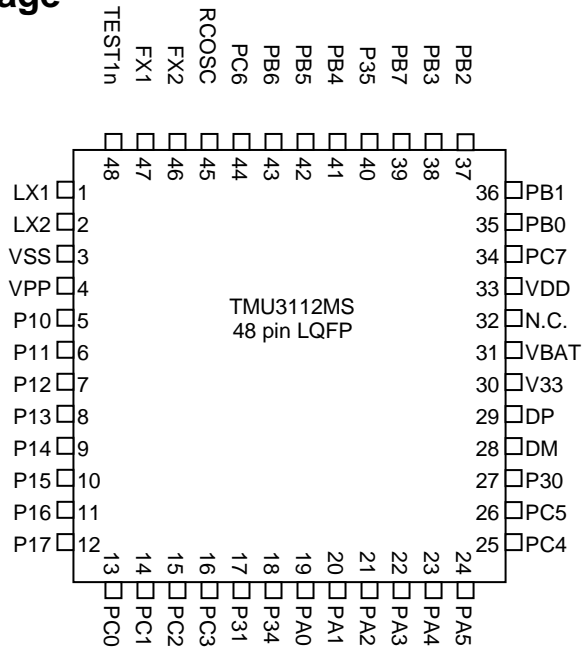 age
TEST1n FX1 FX2 RCOSC PC6 PB6 PB5 PB4 P35 PB7 PB3 PB2
48 47 46 45 44 43 42 41 40 39 38 37
LX1 1
LX2 2
VSS 3
VPP 4
P10 5
P11 6
P12 7
P13 8
P14 9
P15 10
P16 11
P17 12
TMU3112MS
48 pin LQFP
36 PB1
35 PB0
34 PC7
33 VDD
32 N.C.
31 VBAT
30 V33
29 DP
28 DM
27 P30
26 PC5
25 PC4
13 14 15 16 17 18 19 20 21 22 23 24
PC0 PC1 PC2 PC3 P31 P34 PA0 PA1 PA2 PA3 PA4 PA5